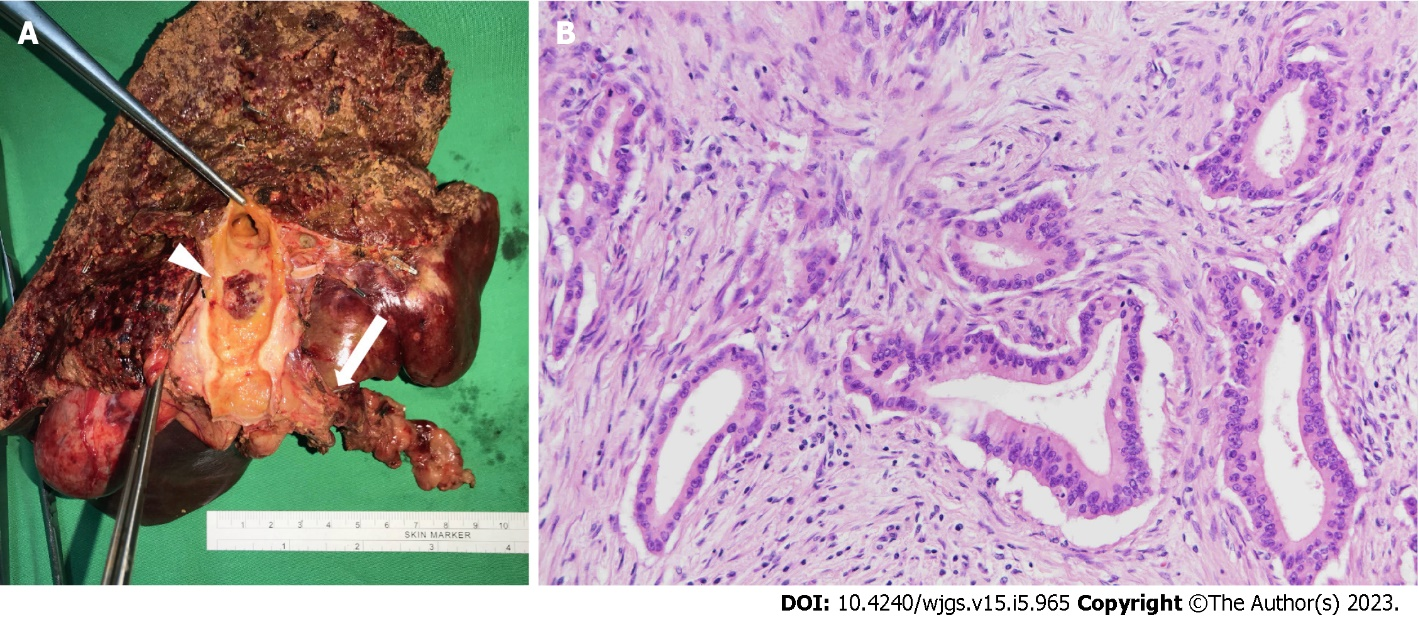 A
B
1 2 3 4 5 6 7 8 9 10
SKIN MARKER
1 2 3 4
DOI: 10.4240/wjgs.v15.i5.965 Copyright ©The Author(s) 2023.